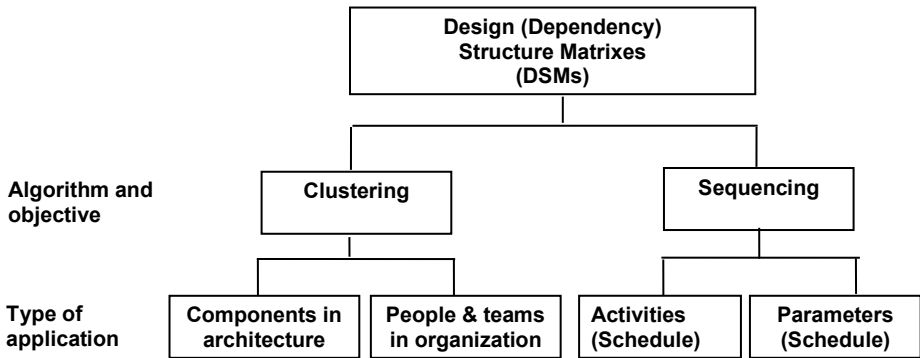 Design (Dependency)
Structure Matrixes
(DSMs)
Algorithm and
objective
Clustering
Sequencing
Type of
application
Components in
architecture
People & teams
in organization
Activities
(Schedule)
Parameters
(Schedule)